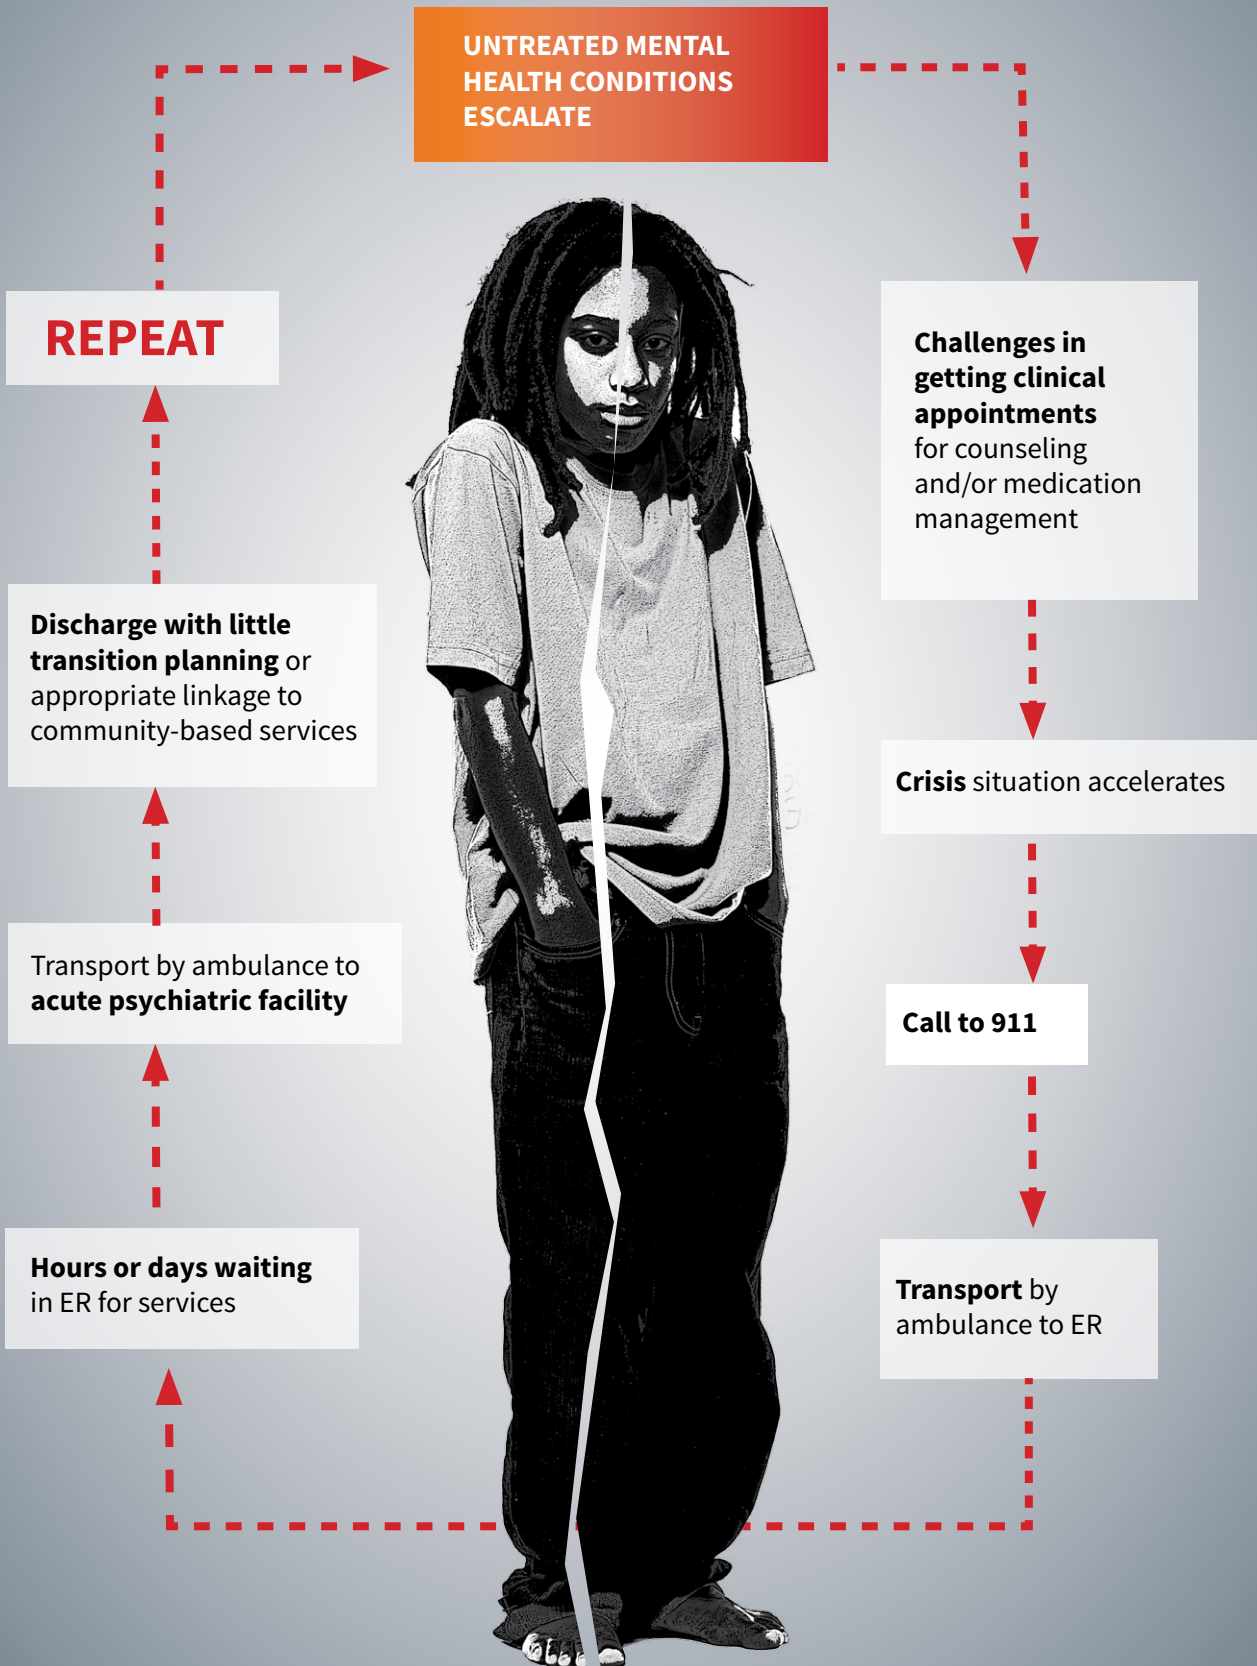 UNTREATED MENTAL
HEALTH CONDITIONS
ESCALATE
Challenges in
getting clinical
appointments
for counseling
and/or medication
management
Crisis situation accelerates
Call to 911
Transport by
ambulance to ER
Hours or days waiting
in ER for services
Transport by ambulance to
acute psychiatric facility
Discharge with little
transition planning or
appropriate linkage to
community-based services
REPEAT